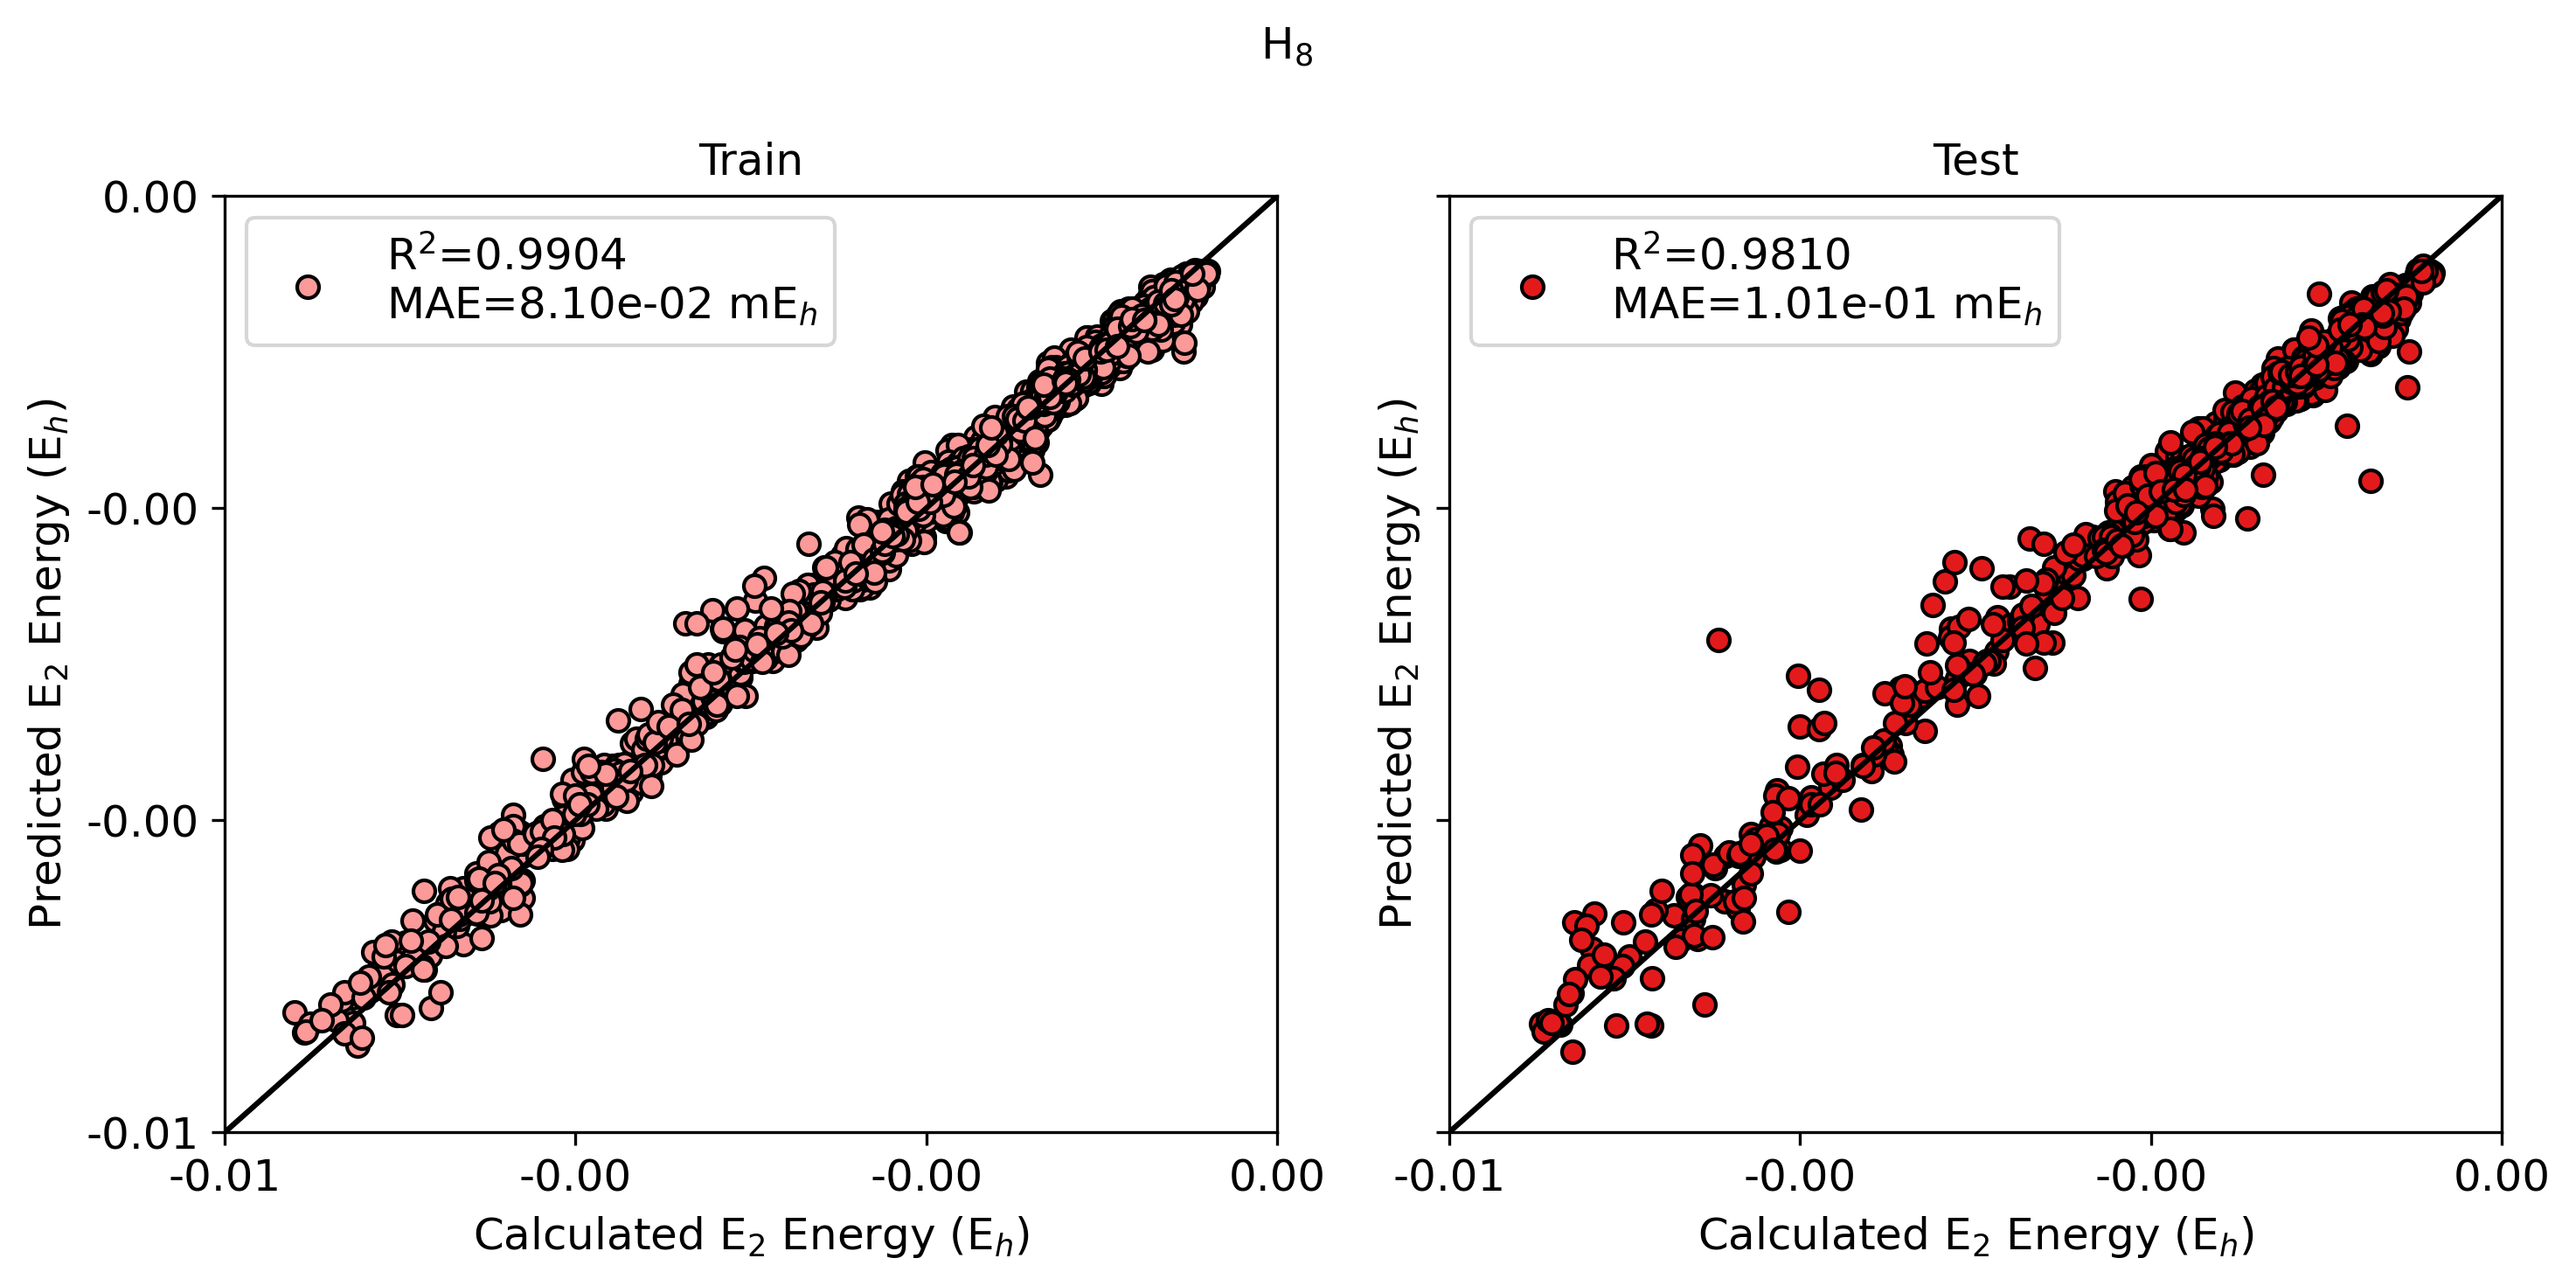 H₈
Train
R²=0.9904
MAE=8.10e-02 mEₕ
0.00
-0.00
-0.00
-0.01
Predicted E₂ Energy (Eₕ)
-0.01 -0.00 -0.00 0.00
Calculated E₂ Energy (Eₕ)
Test
R²=0.9810
MAE=1.01e-01 mEₕ
Predicted E₂ Energy (Eₕ)
-0.01 -0.00 -0.00 0.00
Calculated E₂ Energy (Eₕ)